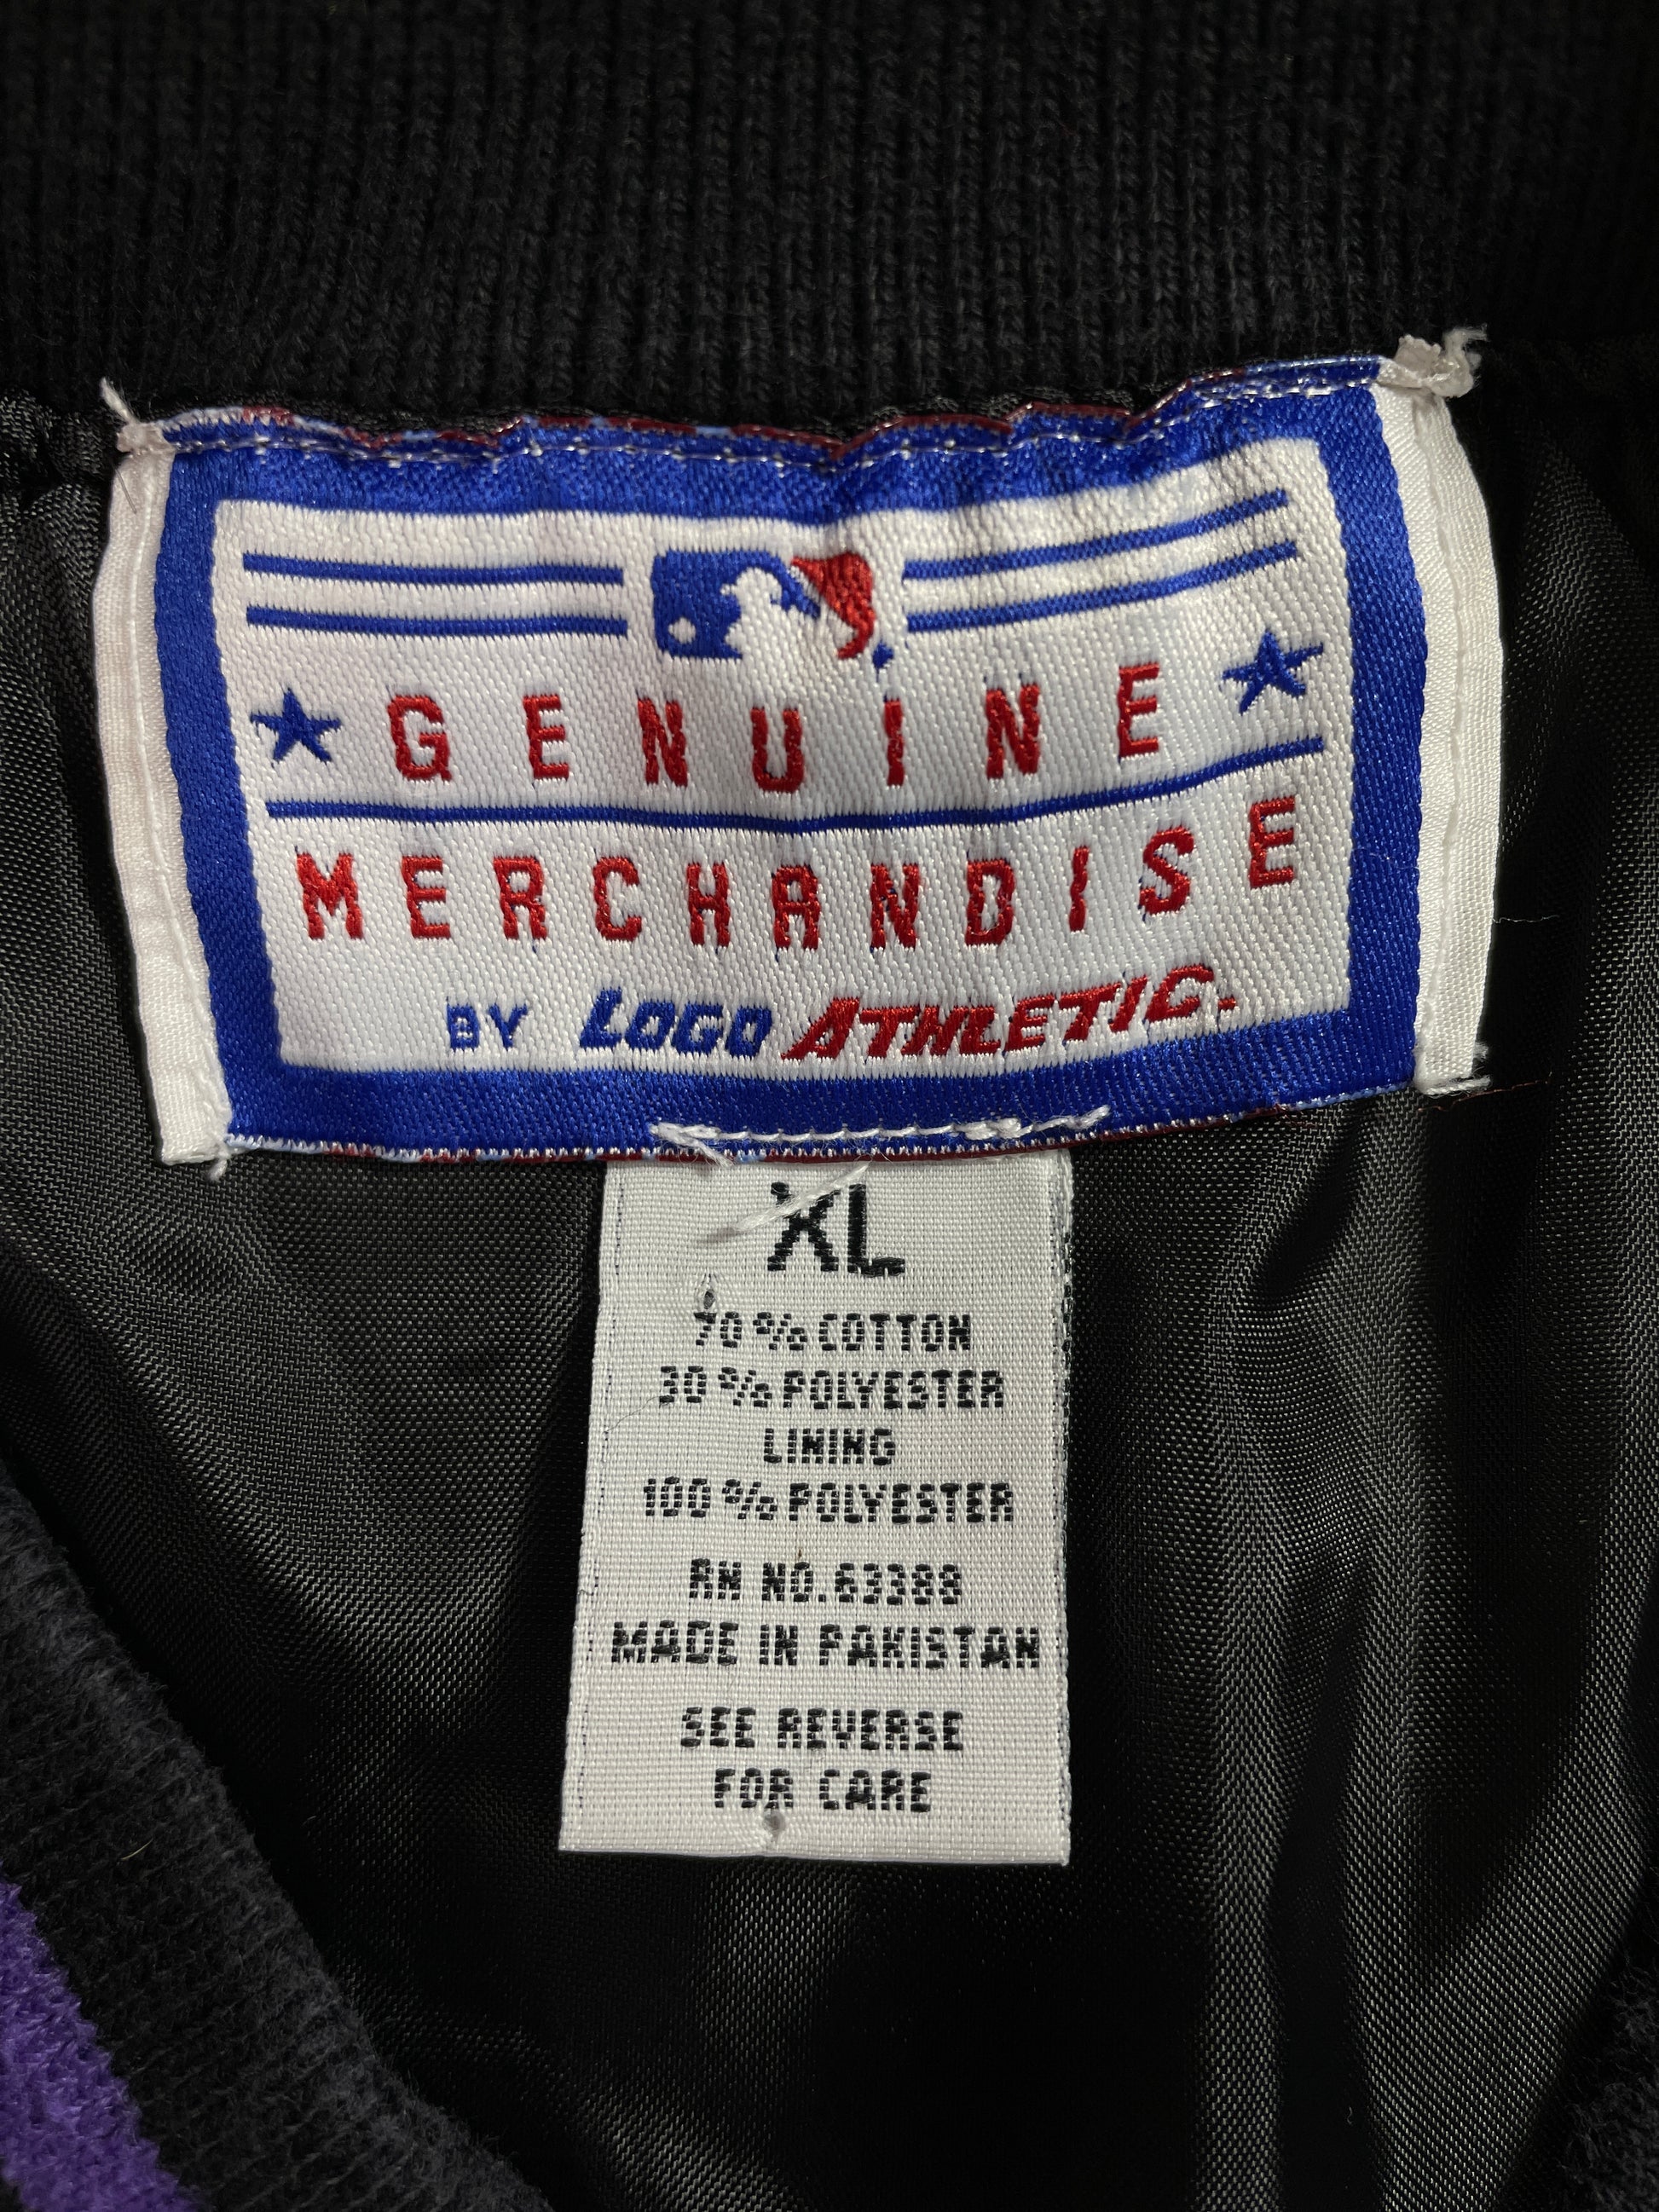 GENUINE
MERCHANDISE
BY LOGO ATHLETIC.
XL
70% COTTON
30% POLYESTER
LINING
100% POLYESTER
RN NO. 63388
MADE IN PAKISTAN
SEE REVERSE
FOR CARE